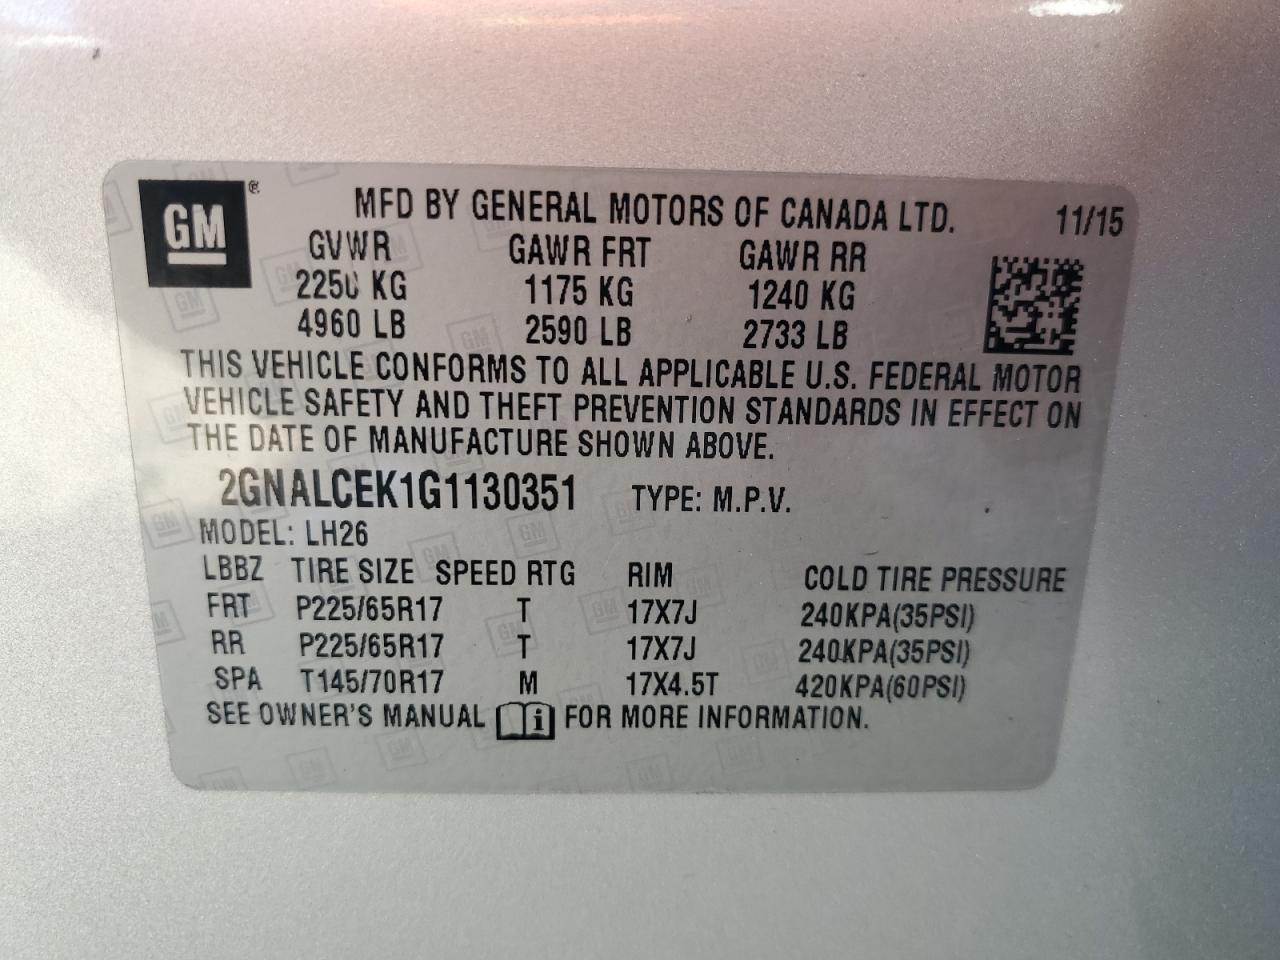 GM ®
MFD BY GENERAL MOTORS OF CANADA LTD. 11/15
GVWR GAWR FRT GAWR RR
2250 KG 1175 KG 1240 KG
4960 LB 2590 LB 2733 LB
THIS VEHICLE CONFORMS TO ALL APPLICABLE U.S. FEDERAL MOTOR
VEHICLE SAFETY AND THEFT PREVENTION STANDARDS IN EFFECT ON
THE DATE OF MANUFACTURE SHOWN ABOVE.
2GNALCEK1G1130351 TYPE: M.P.V.
MODEL: LH26
LBBZ TIRE SIZE SPEED RTG RIM COLD TIRE PRESSURE
FRT P225/65R17 T 17X7J 240KPA(35PSI)
RR P225/65R17 T 17X7J 240KPA(35PSI)
SPA T145/70R17 M 17X4.5T 420KPA(60PSI)
SEE OWNER'S MANUAL i FOR MORE INFORMATION.